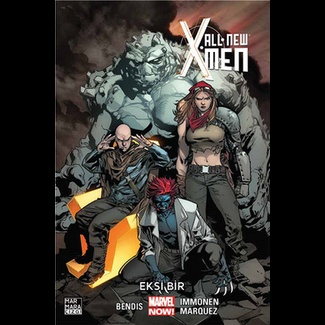 ALL-NEW
X-MEN
EKSİ BİR
MAR
MARA
ÇİZGİ
BENDIS
MARVEL
NOW!
IMMONEN
MARQUEZ